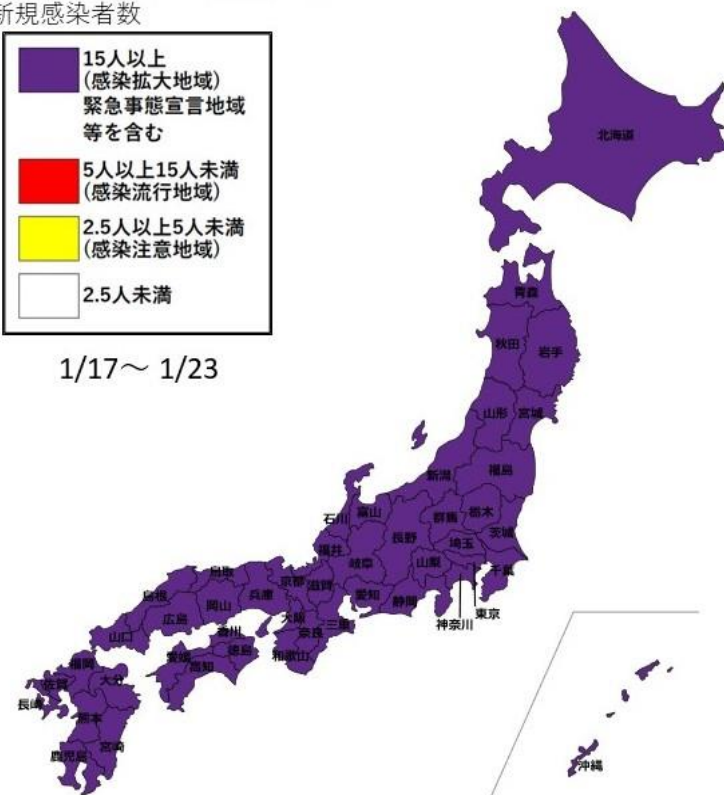 新規感染者数
15人以上
(感染拡大地域)
緊急事態宣言地域
等を含む
5人以上15人未満
(感染流行地域)
2.5人以上5人未満
(感染注意地域)
2.5人未満
1/17～ 1/23
北海道
青森
秋田
岩手
山形
宮城
新潟
福島
石川
富山
群馬
栃木
長野
茨城
福井
岐阜
埼玉
山梨
千葉
鳥取
京都
滋賀
愛知
静岡
東京
神奈川
島根
岡山
兵庫
広島
大阪
奈良
三重
山口
香川
徳島
和歌山
愛媛
高知
福岡
佐賀
大分
長崎
熊本
宮崎
鹿児島
沖縄